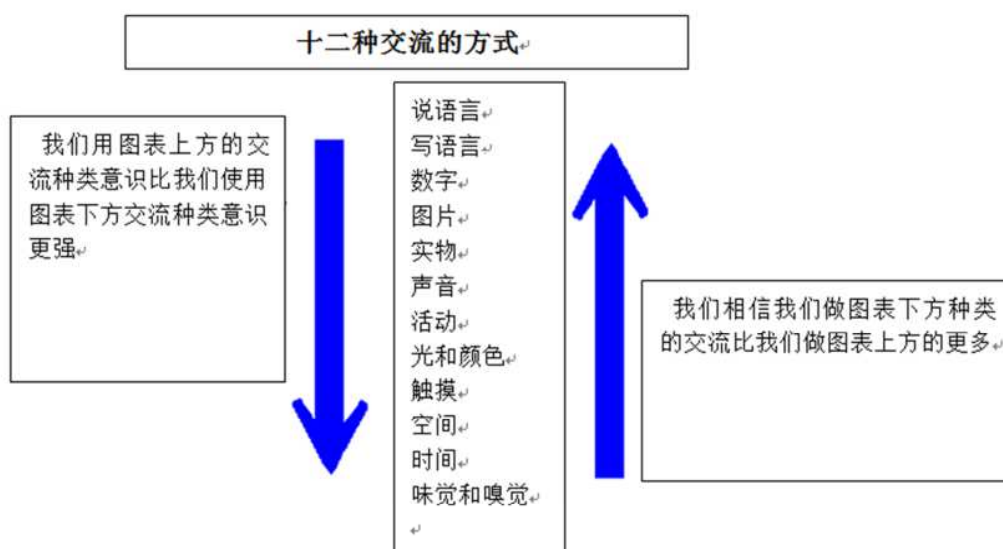 十二种交流的方式
我们用图表上方的交
流种类意识比我们使用
图表下方交流种类意识
更强
说语言
写语言
数字
图片
实物
声音
活动
光和颜色
触摸
空间
时间
味觉和嗅觉
我们相信我们做图表下方种类
的交流比我们做图表上方的更多